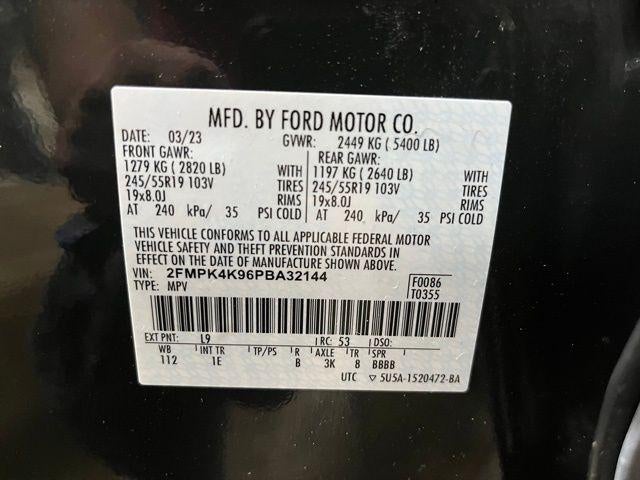 MFD. BY FORD MOTOR CO.
DATE: 03/23 GVWR: 2449 KG ( 5400 LB)
FRONT GAWR: REAR GAWR:
1279 KG ( 2820 LB) WITH 1197 KG ( 2640 LB) WITH
245/55R19 103V TIRES 245/55R19 103V TIRES
19x8.0J RIMS 19x8.0J RIMS
AT 240 kPa/ 35 PSI COLD AT 240 kPa/ 35 PSI COLD
THIS VEHICLE CONFORMS TO ALL APPLICABLE FEDERAL MOTOR
VEHICLE SAFETY AND THEFT PREVENTION STANDARDS IN
EFFECT ON THE DATE OF MANUFACTURE SHOWN ABOVE.
VIN: 2FMPK4K96PBA32144 F0086
TYPE: MPV T0355
EXT PNT: L9 RC: 53 DSO:
WB INT TR TP/PS R AXLE TR SPR
112 1E B 3K 8 BBBB
UTC ▽ 5U5A-1520472-BA